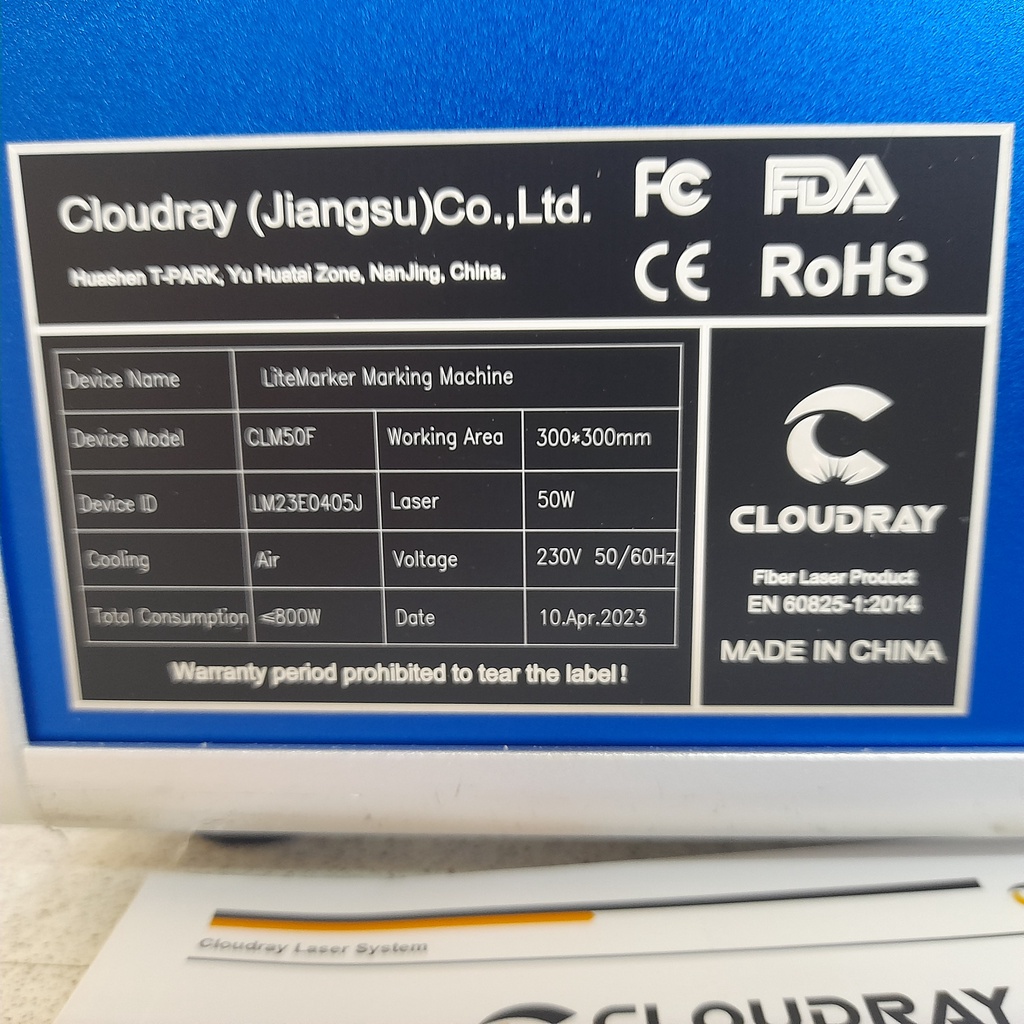 Cloudray (Jiangsu)Co.,Ltd.
Huashen T-PARK, Yu Huatai Zone, NanJing, China.
FC FDA
CE RoHS
Device Name LiteMarker Marking Machine
Device Model CLM50F Working Area 300*300mm
Device ID LM23E0405J Laser 50W
Cooling Air Voltage 230V 50/60Hz
Total Consumption ≤800W Date 10.Apr.2023
Warranty period prohibited to tear the label!
CLOUDRAY
Fiber Laser Product
EN 60825-1:2014
MADE IN CHINA
Cloudray Laser System
CLOUDRAY